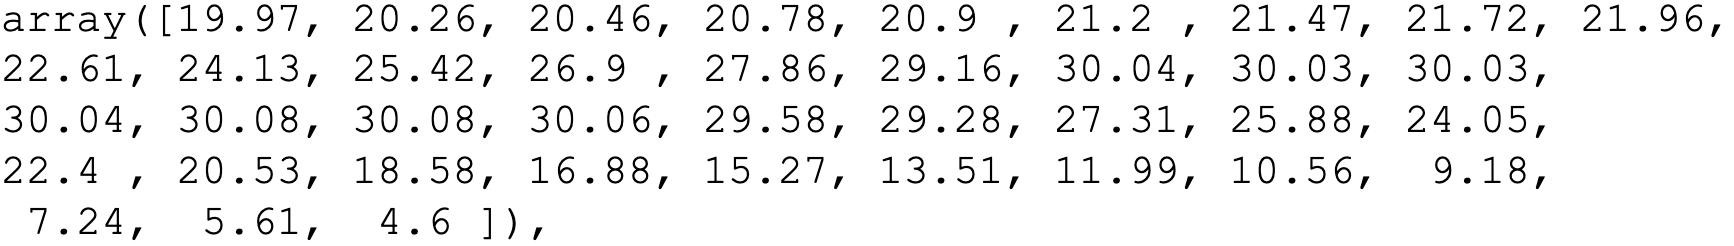 array([19.97, 20.26, 20.46, 20.78, 20.9 , 21.2 , 21.47, 21.72, 21.96,
22.61, 24.13, 25.42, 26.9 , 27.86, 29.16, 30.04, 30.03, 30.03,
30.04, 30.08, 30.08, 30.06, 29.58, 29.28, 27.31, 25.88, 24.05,
22.4 , 20.53, 18.58, 16.88, 15.27, 13.51, 11.99, 10.56,  9.18,
 7.24,  5.61,  4.6 ]),